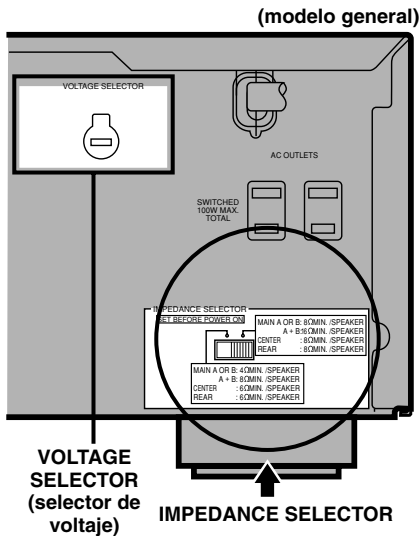 (modelo general)
VOLTAGE SELECTOR
AC OUTLETS
SWITCHED
100W MAX.
TOTAL
IMPEDANCE SELECTOR
SET BEFORE POWER ON
MAIN A OR B: 8ΩMIN. /SPEAKER
A + B:16ΩMIN. /SPEAKER
CENTER : 8ΩMIN. /SPEAKER
REAR : 8ΩMIN. /SPEAKER
MAIN A OR B: 4ΩMIN. /SPEAKER
A + B: 8ΩMIN. /SPEAKER
CENTER : 6ΩMIN. /SPEAKER
REAR : 6ΩMIN. /SPEAKER
VOLTAGE
SELECTOR
(selector de
voltaje)
IMPEDANCE SELECTOR